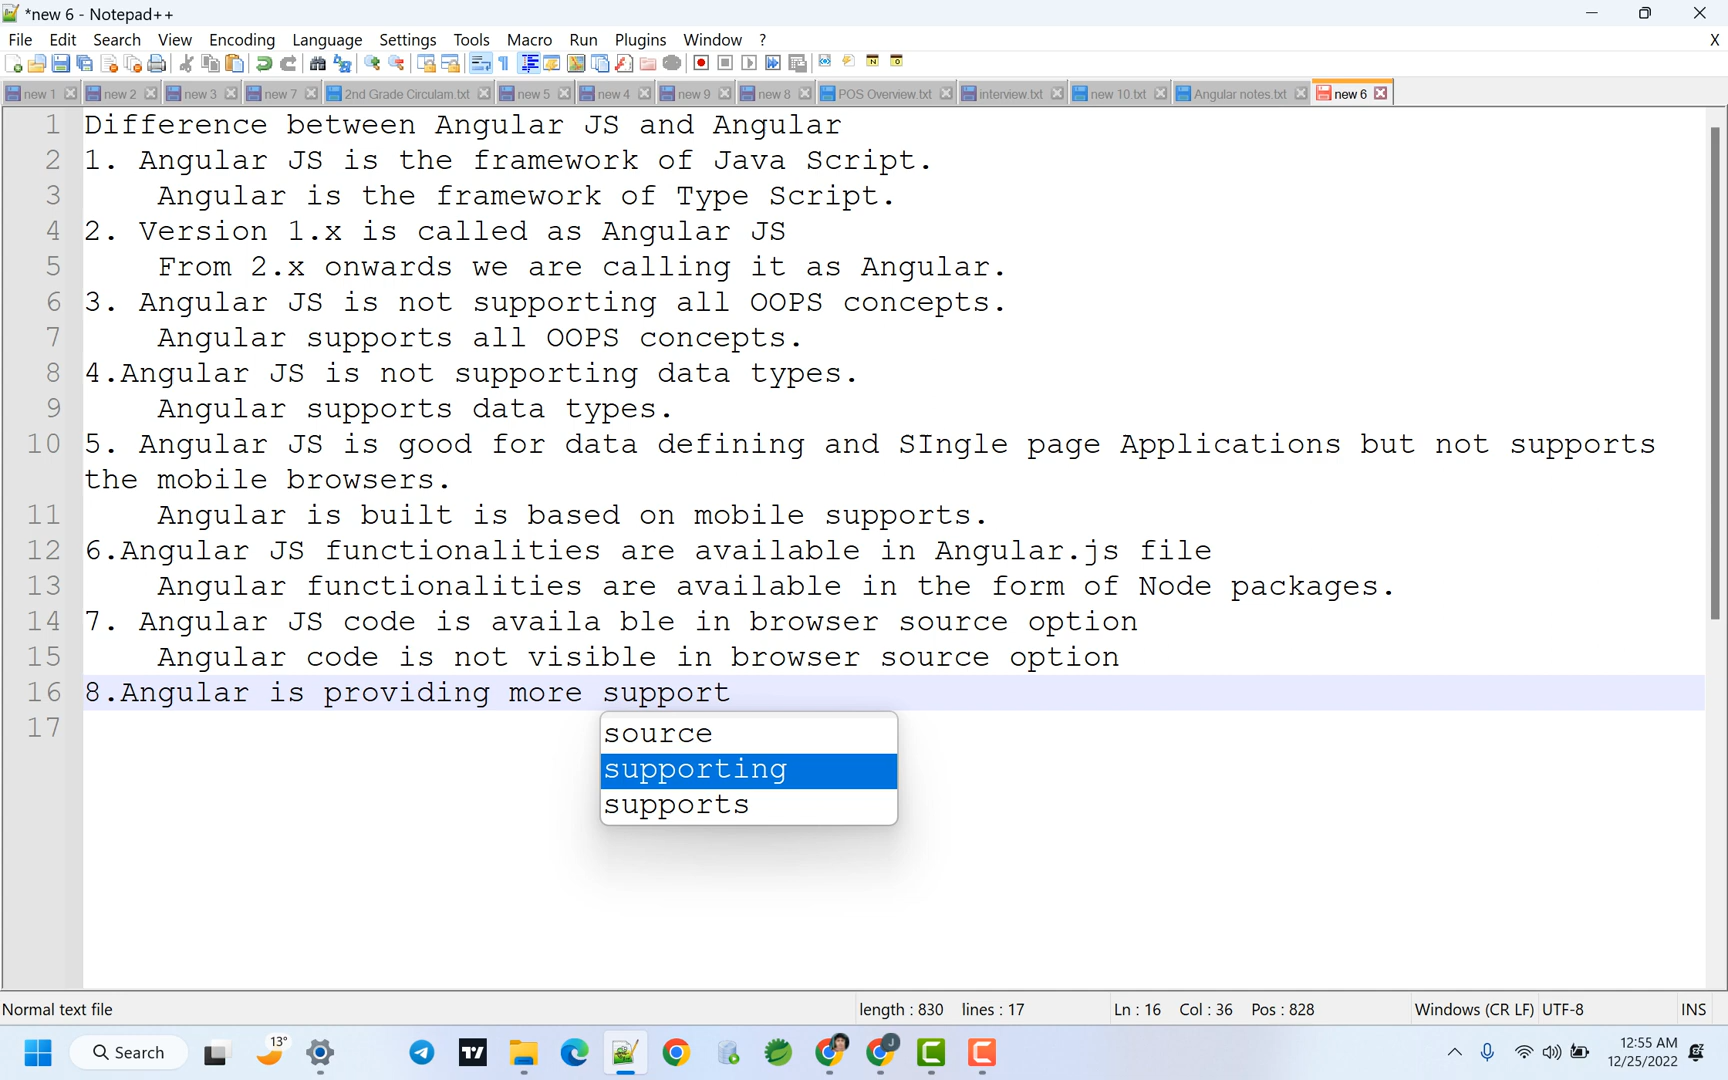 *new 6 - Notepad++
File Edit Search View Encoding Language Settings Tools Macro Run Plugins Window ? X
new 1 new 2 new 3 new 7 2nd Grade Circulam.txt new 5 new 4 new 9 new 8 POS Overview.txt interview.txt new 10.txt Angular notes.txt new 6
1 Difference between Angular JS and Angular
2 1. Angular JS is the framework of Java Script.
3 Angular is the framework of Type Script.
4 2. Version 1.x is called as Angular JS
5 From 2.x onwards we are calling it as Angular.
6 3. Angular JS is not supporting all OOPS concepts.
7 Angular supports all OOPS concepts.
8 4.Angular JS is not supporting data types.
9 Angular supports data types.
10 5. Angular JS is good for data defining and SIngle page Applications but not supports
the mobile browsers.
11 Angular is built is based on mobile supports.
12 6.Angular JS functionalities are available in Angular.js file
13 Angular functionalities are available in the form of Node packages.
14 7. Angular JS code is availa ble in browser source option
15 Angular code is not visible in browser source option
16 8.Angular is providing more support
17
source
supporting
supports
Normal text file length : 830 lines : 17 Ln : 16 Col : 36 Pos : 828 Windows (CR LF) UTF-8 INS
Search 13° 12:55 AM
12/25/2022